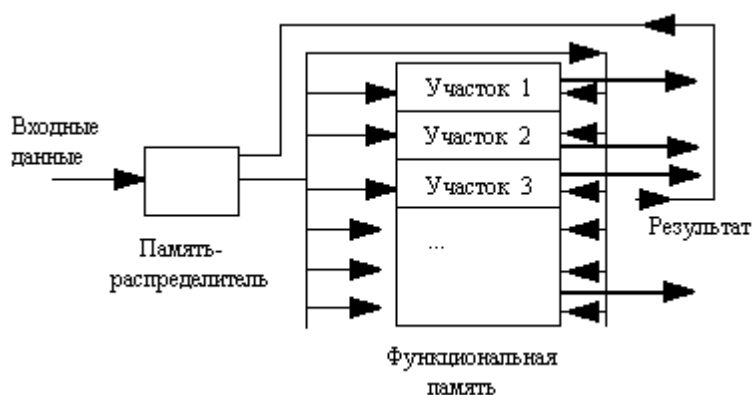 Входные
данные
Память-
распределитель
Участок 1
Участок 2
Участок 3
...
Функциональная
память
Результат